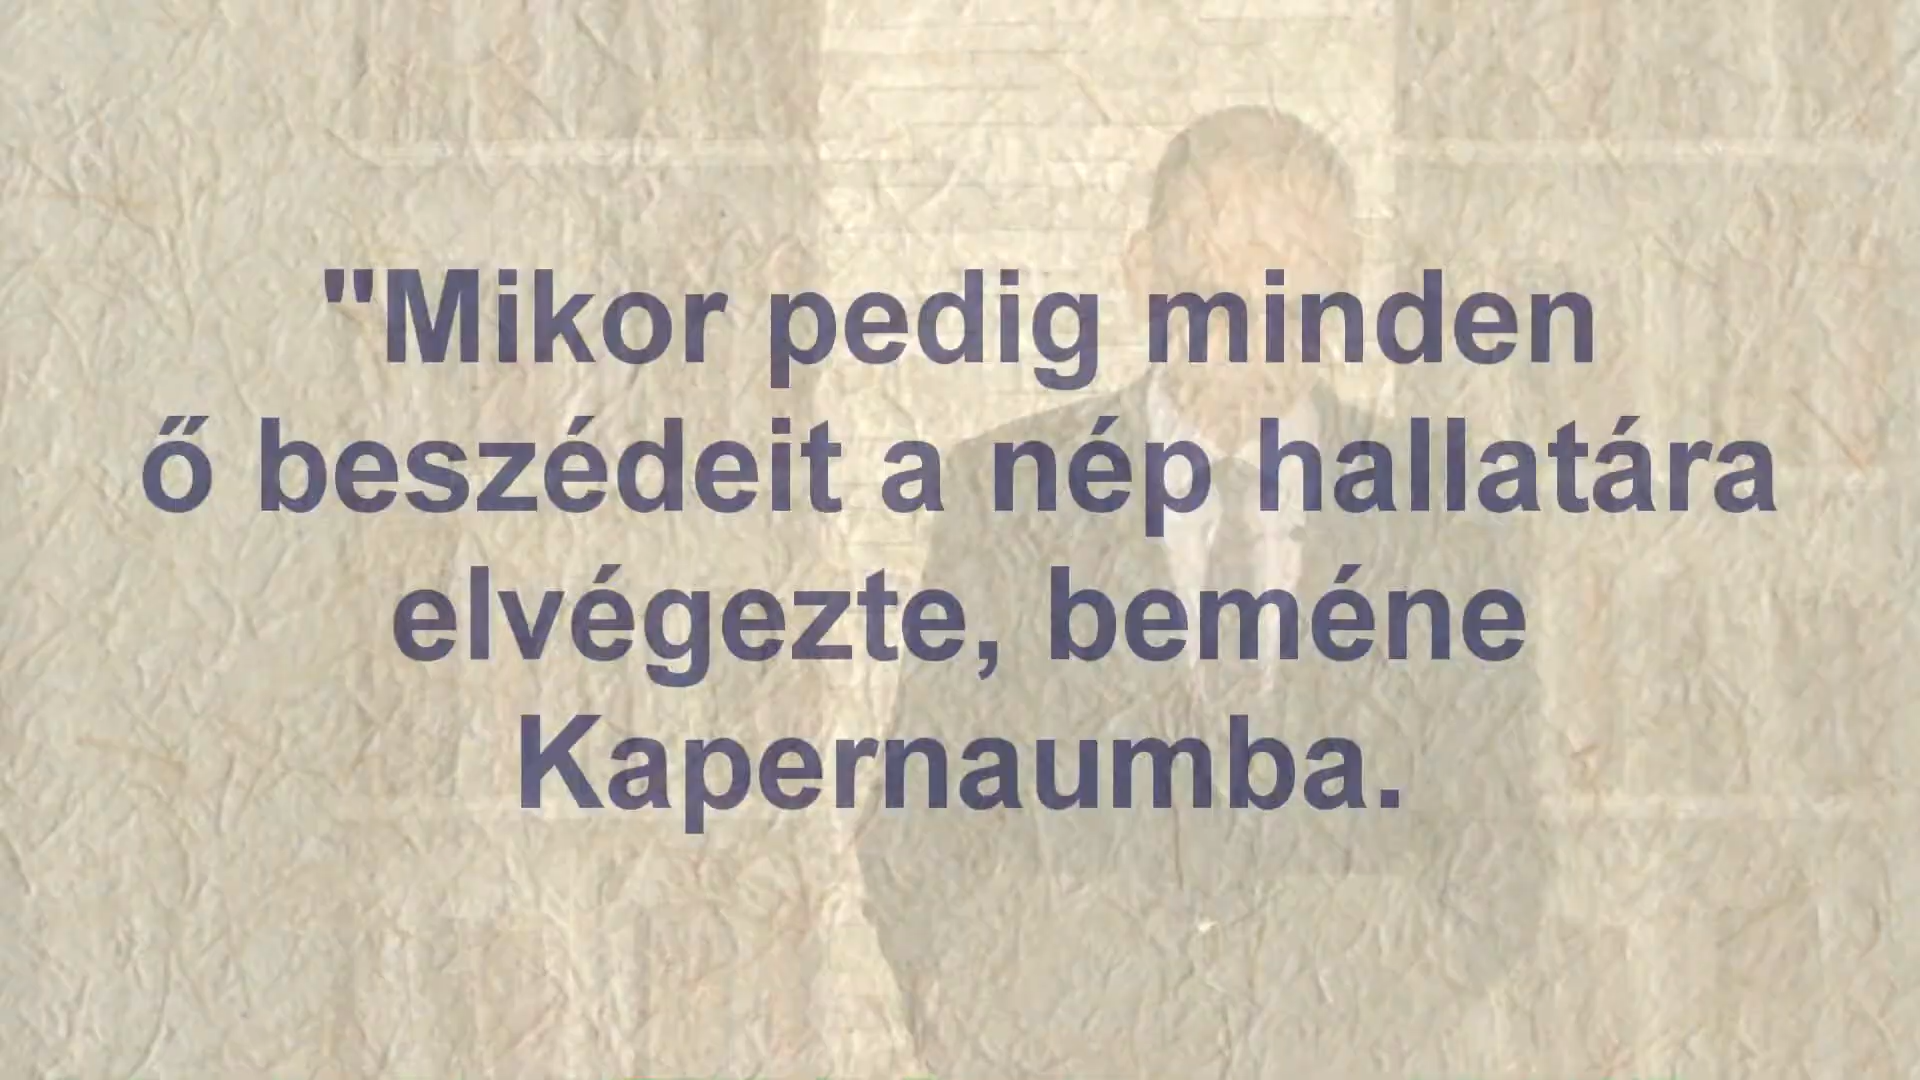 "Mikor pedig minden
ő beszédeit a nép hallatára
elvégezte, beméne
Kapernaumba.